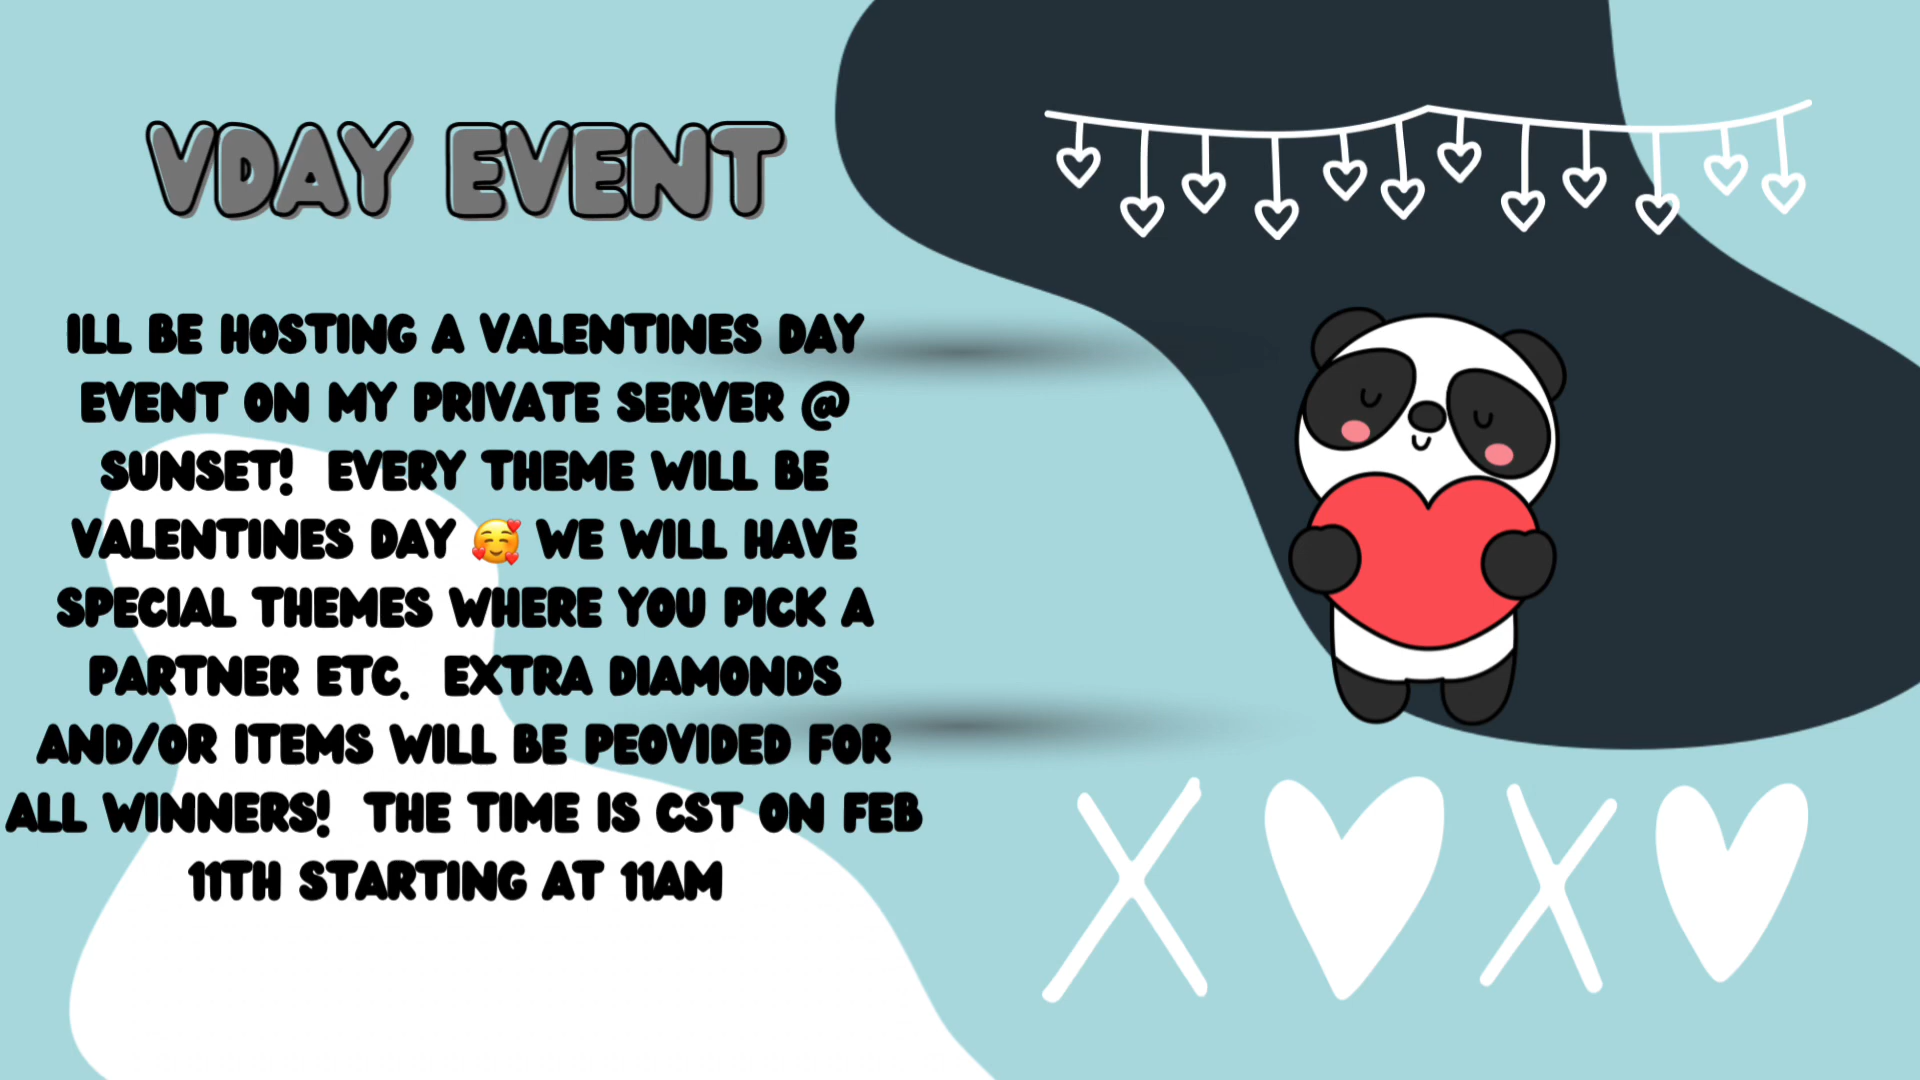 VDAY EVENT
ILL BE HOSTING A VALENTINES DAY
EVENT ON MY PRIVATE SERVER @
SUNSET! EVERY THEME WILL BE
VALENTINES DAY 🥰 WE WILL HAVE
SPECIAL THEMES WHERE YOU PICK A
PARTNER ETC. EXTRA DIAMONDS
AND/OR ITEMS WILL BE PEOVIDED FOR
ALL WINNERS! THE TIME IS CST ON FEB
11TH STARTING AT 11AM
X♥X♥